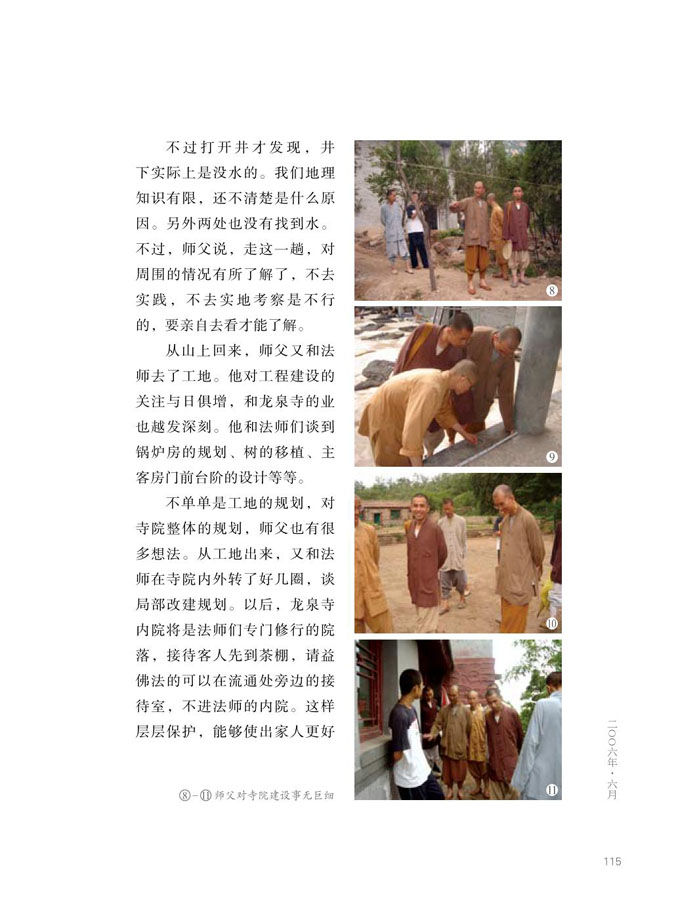 不过打开井才发现，井
下实际上是没水的。我们地理
知识有限，还不清楚是什么原
因。另外两处也没有找到水。
不过，师父说，走这一趟，对
周围的情况有所了解了，不去
实践，不去实地考察是不行
的，要亲自去看才能了解。
从山上回来，师父又和法
师去了工地。他对工程建设的
关注与日俱增，和龙泉寺的业
也越发深刻。他和法师们谈到
锅炉房的规划、树的移植、主
客房门前台阶的设计等等。
不单单是工地的规划，对
寺院整体的规划，师父也有很
多想法。从工地出来，又和法
师在寺院内外转了好几圈，谈
局部改建规划。以后，龙泉寺
内院将是法师们专门修行的院
落，接待客人先到茶棚，请益
佛法的可以在流通处旁边的接
待室，不进法师的内院。这样
层层保护，能够使出家人更好
⑧
⑨
⑩
⑪
⑧-⑪师父对寺院建设事无巨细
二〇〇六年·六月
115